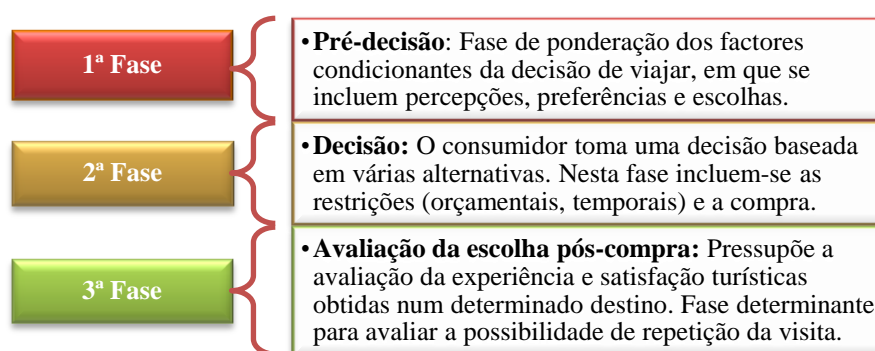 1ª Fase
•Pré-decisão: Fase de ponderação dos factores
condicionantes da decisão de viajar, em que se
incluem percepções, preferências e escolhas.
2ª Fase
•Decisão: O consumidor toma uma decisão baseada
em várias alternativas. Nesta fase incluem-se as
restrições (orçamentais, temporais) e a compra.
3ª Fase
•Avaliação da escolha pós-compra: Pressupõe a
avaliação da experiência e satisfação turísticas
obtidas num determinado destino. Fase determinante
para avaliar a possibilidade de repetição da visita.